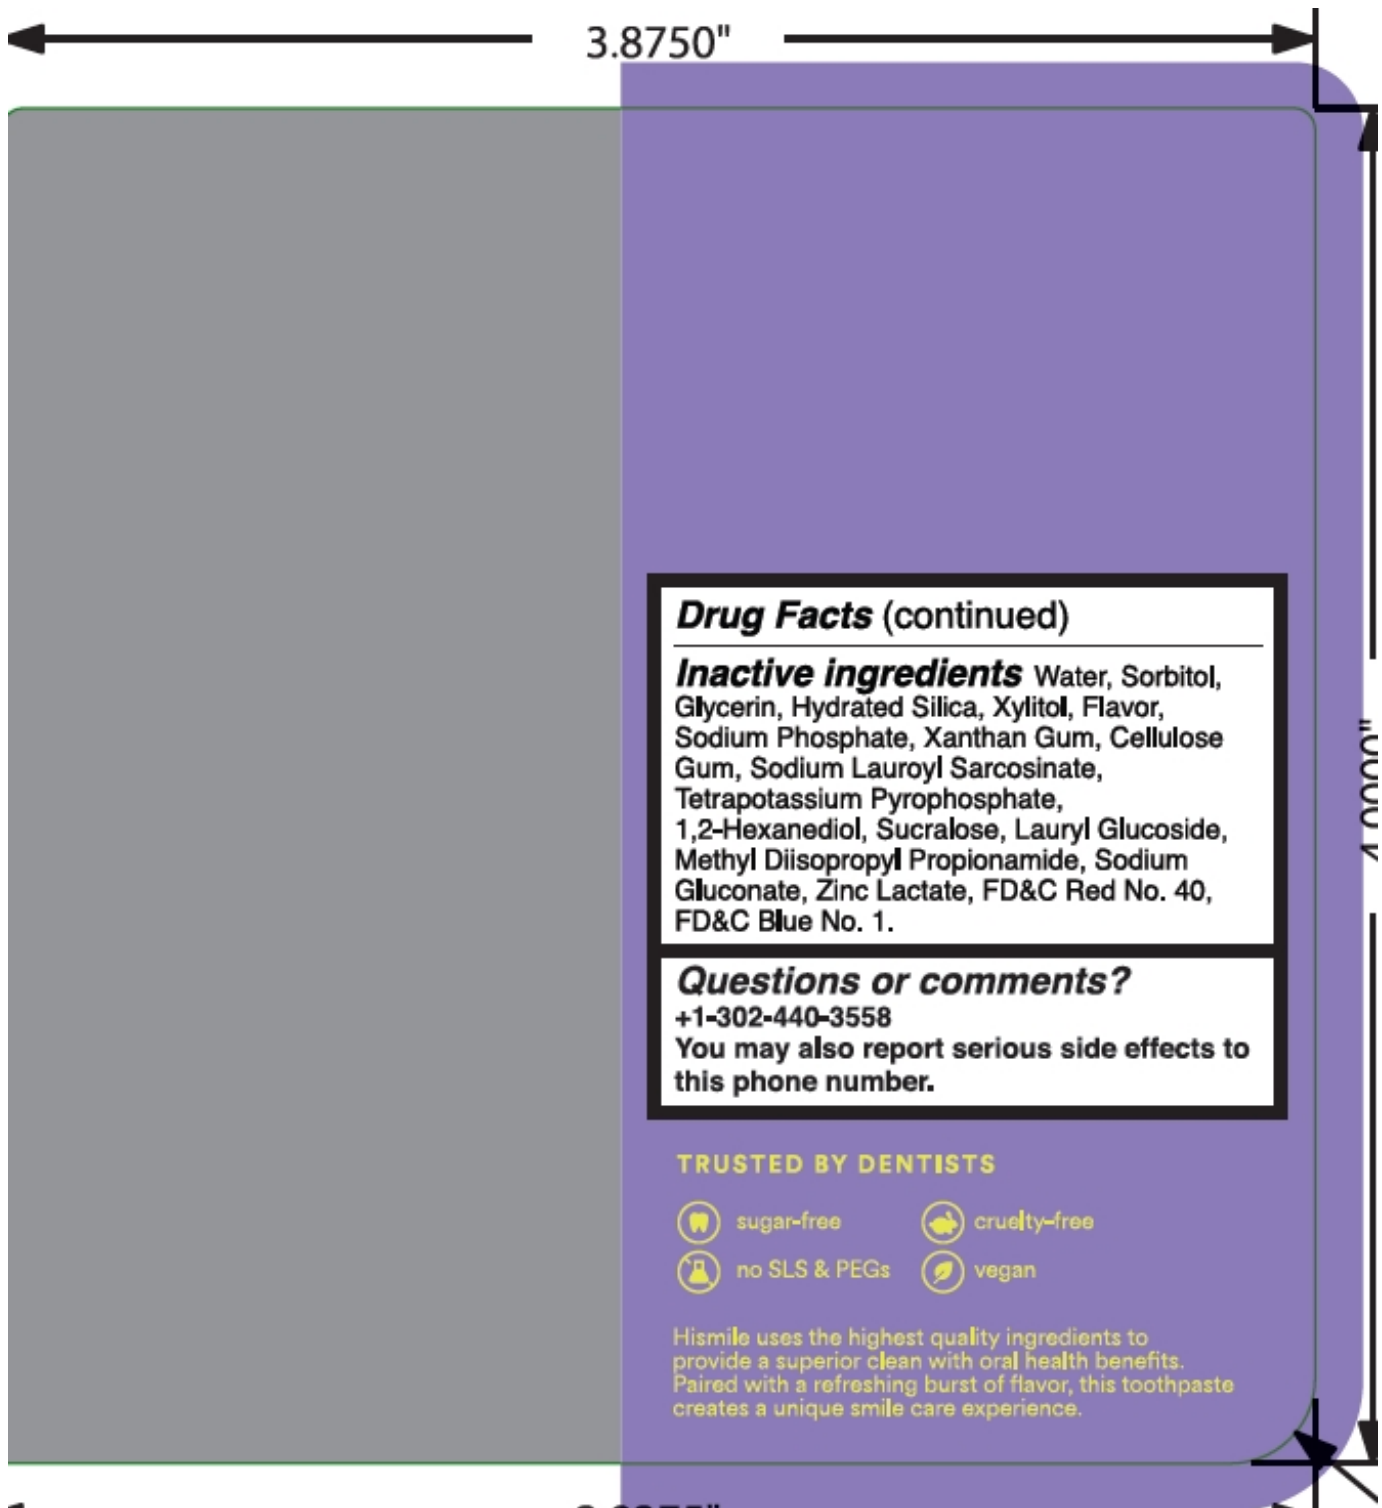 3.8750"
Drug Facts (continued)
Inactive ingredients Water, Sorbitol,
Glycerin, Hydrated Silica, Xylitol, Flavor,
Sodium Phosphate, Xanthan Gum, Cellulose
Gum, Sodium Lauroyl Sarcosinate,
Tetrapotassium Pyrophosphate,
1,2-Hexanediol, Sucralose, Lauryl Glucoside,
Methyl Diisopropyl Propionamide, Sodium
Gluconate, Zinc Lactate, FD&C Red No. 40,
FD&C Blue No. 1.
4.0000"
Questions or comments?
+1-302-440-3558
You may also report serious side effects to
this phone number.
TRUSTED BY DENTISTS
sugar-free
cruelty-free
no SLS & PEGs
vegan
Hismile uses the highest quality ingredients to
provide a superior clean with oral health benefits.
Paired with a refreshing burst of flavor, this toothpaste
creates a unique smile care experience.